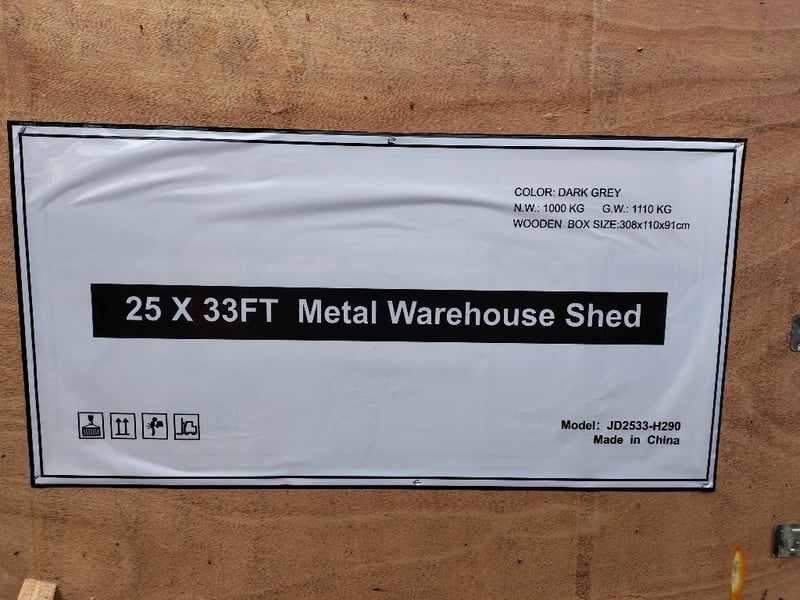 COLOR: DARK GREY
N.W.: 1000 KG G.W.: 1110 KG
WOODEN BOX SIZE:308x110x91cm
25 X 33FT Metal Warehouse Shed
Model: JD2533-H290
Made in China